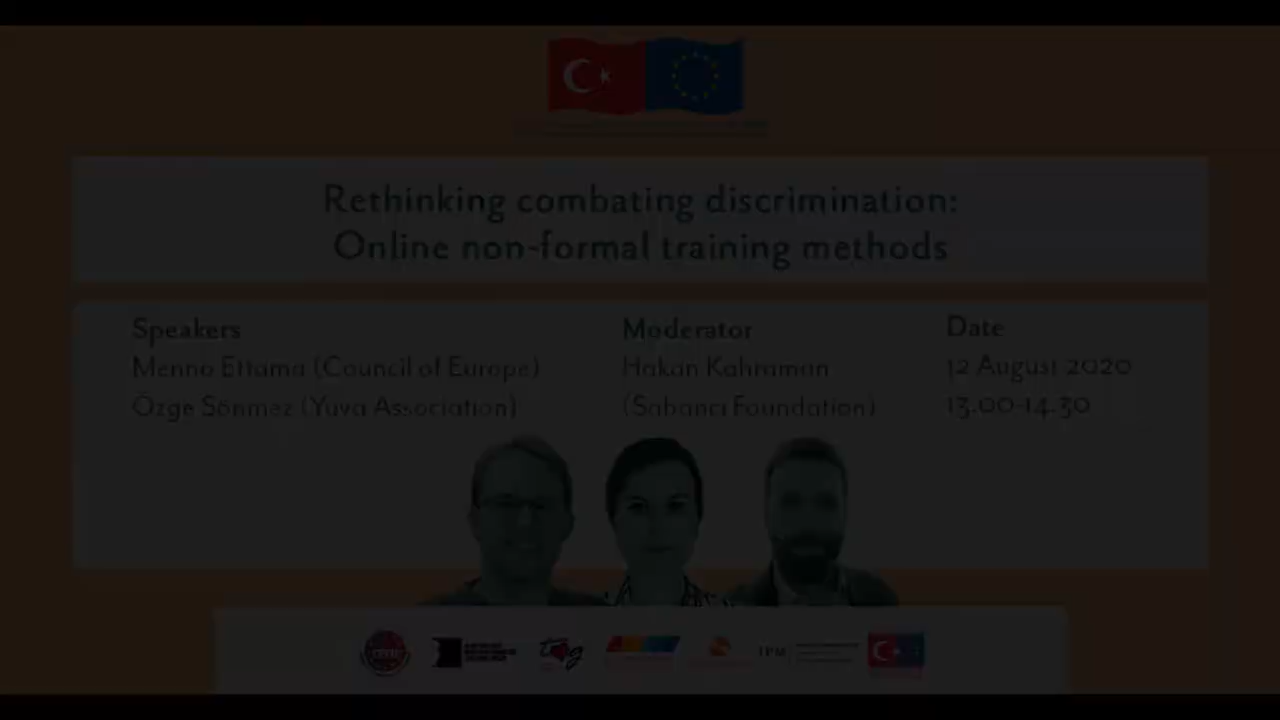 Rethinking combating discrimination:
Online non-formal training methods
Speakers
Menno Ettema (Council of Europe)
Özge Sönmez (Yuva Association)
Moderator
Hakan Kahraman
(Sabancı Foundation)
Date
12 August 2020
13.00-14.30
IPM